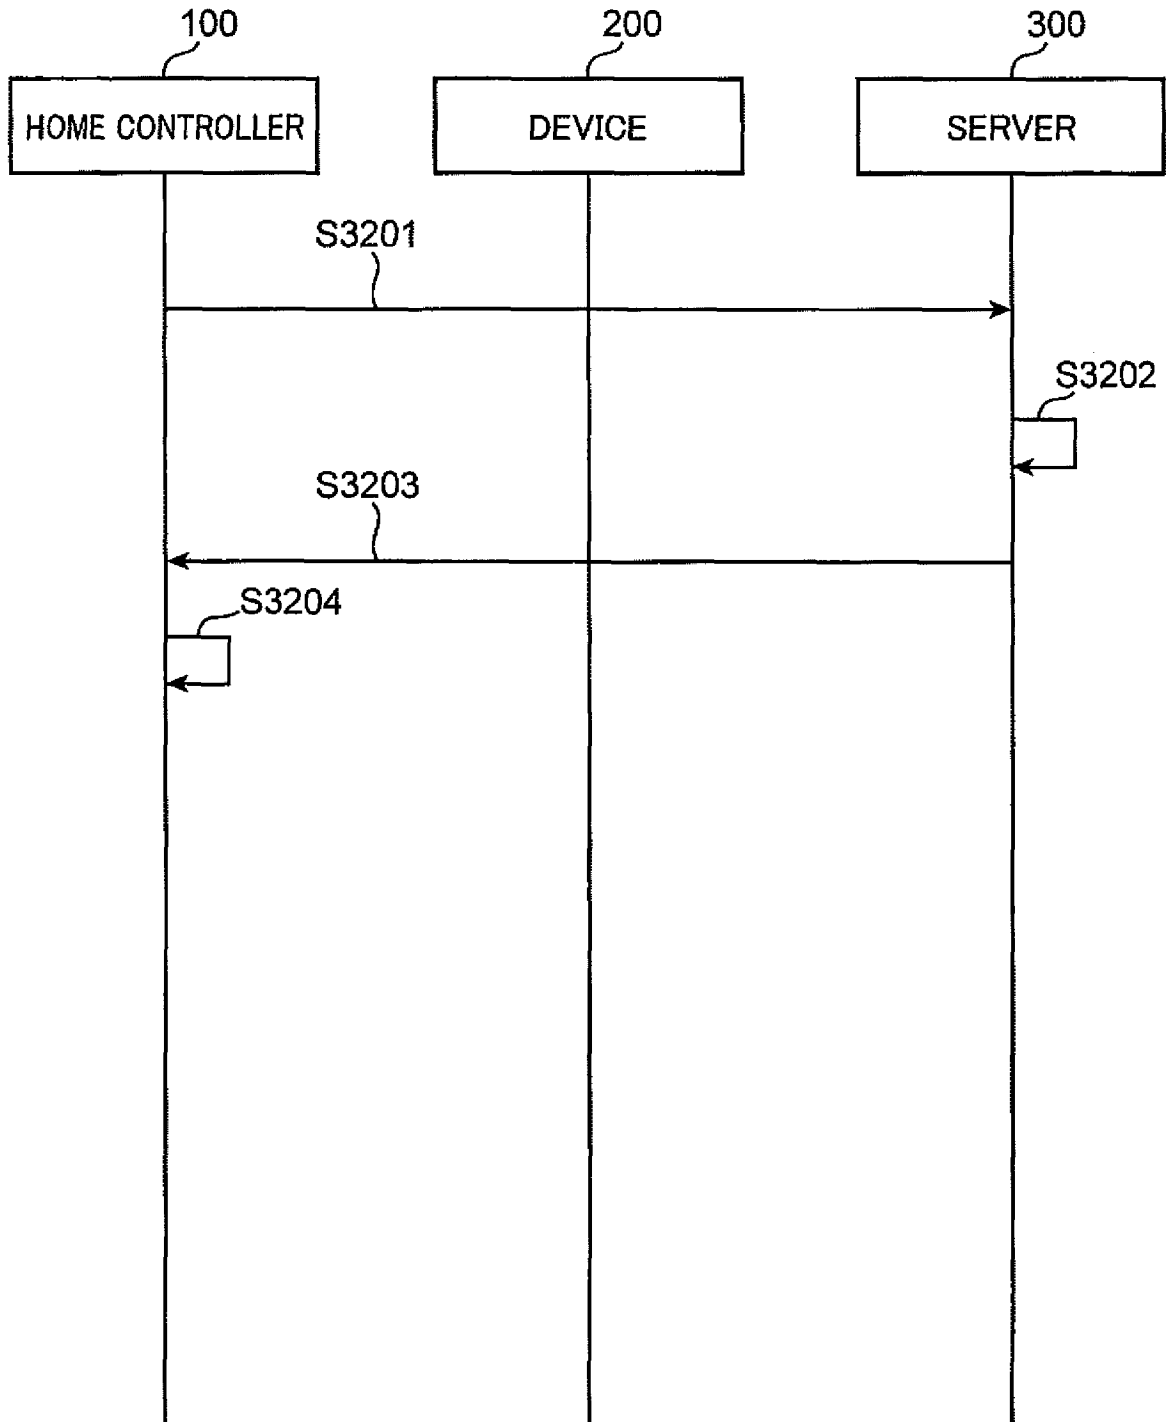 100
200
300
HOME CONTROLLER
DEVICE
SERVER
S3201
S3202
S3203
S3204